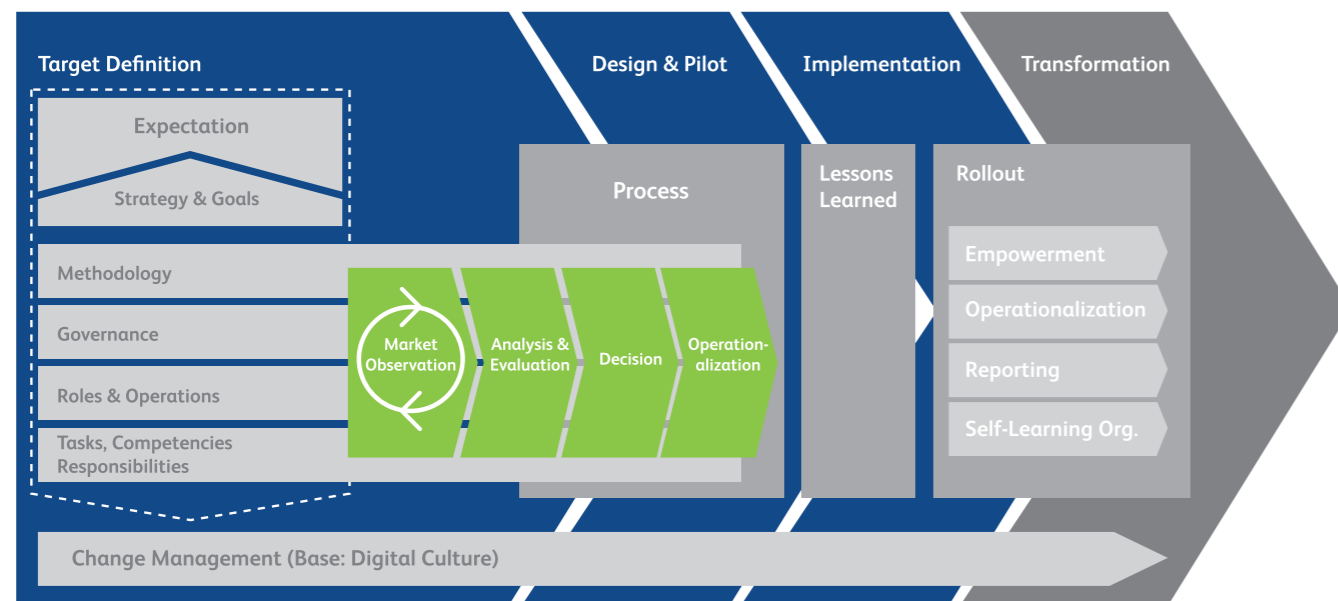 Target Definition
Design & Pilot
Implementation
Transformation
Expectation
Strategy & Goals
Methodology
Governance
Roles & Operations
Tasks, Competencies
Responsibilities
Process
Market
Observation
Analysis &
Evaluation
Decision
Operation-
alization
Lessons
Learned
Rollout
Empowerment
Operationalization
Reporting
Self-Learning Org.
Change Management (Base: Digital Culture)